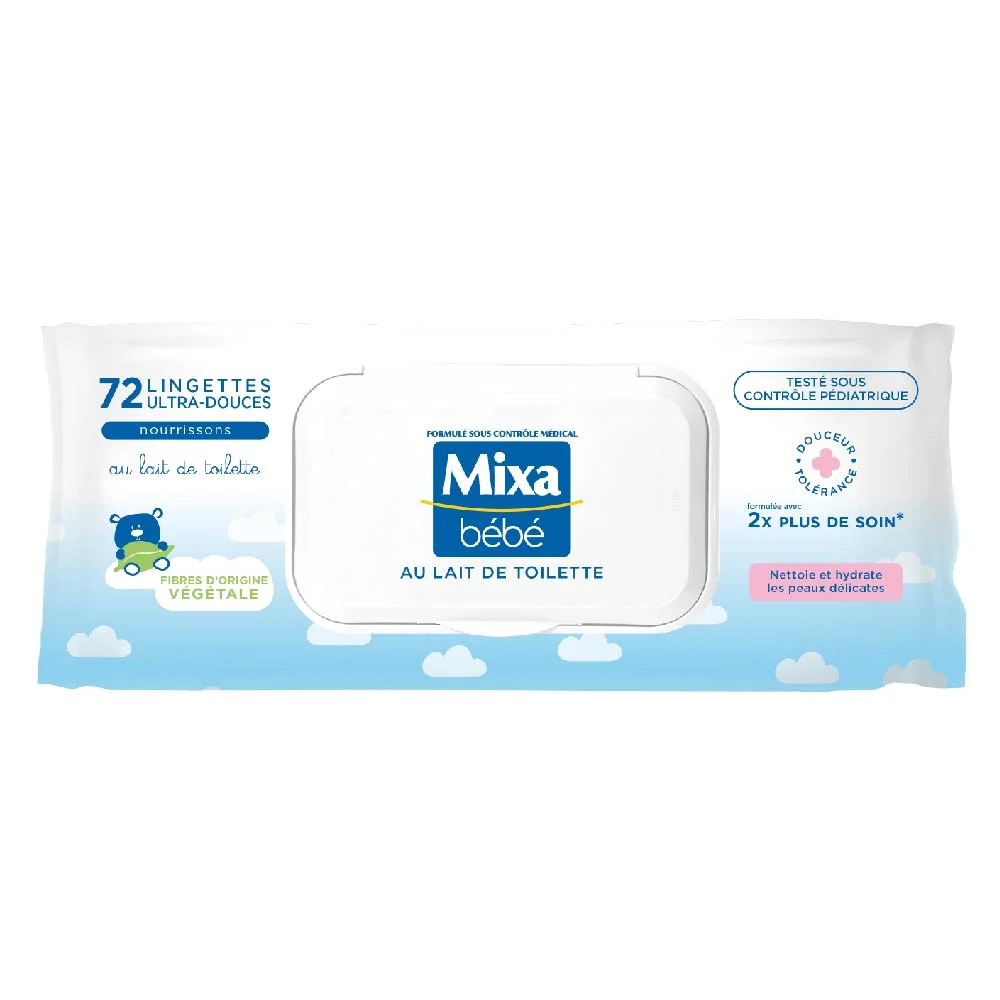 72 LINGETTES
ULTRA-DOUCES
nourrissons
au lait de toilette
FIBRES D'ORIGINE
VÉGÉTALE
FORMULÉ SOUS CONTRÔLE MÉDICAL
Mixa
bébé
AU LAIT DE TOILETTE
TESTÉ SOUS
CONTRÔLE PÉDIATRIQUE
DOUCEUR
TOLÉRANCE
formulée avec
2X PLUS DE SOIN*
Nettoie et hydrate
les peaux délicates